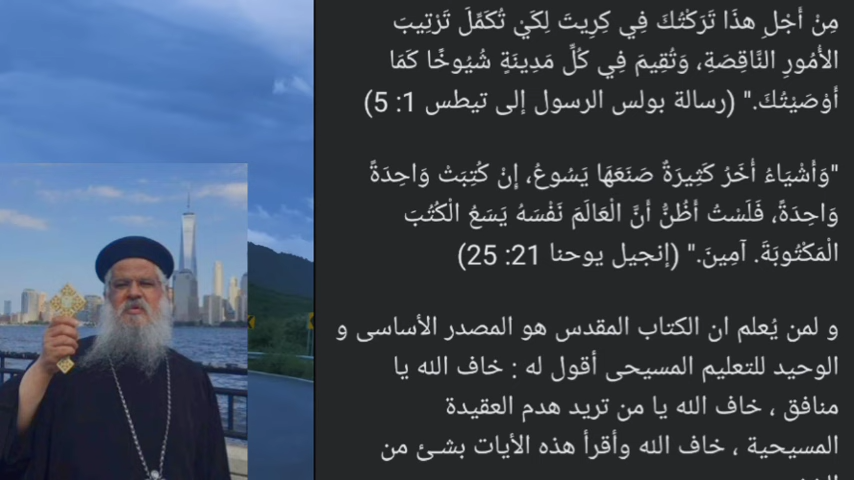 مِنْ أَجْلِ هذَا تَرَكْتُكَ فِي كِرِيتَ لِكَيْ تُكَمِّلَ تَرْتِيبَ
الأُمُورِ النَّاقِصَةِ، وَتُقِيمَ فِي كُلِّ مَدِينَةٍ شُيُوخًا كَمَا
أَوْصَيْتُكَ." (رسالة بولس الرسول إلى تيطس 1: 5)
"وَأَشْيَاءُ أُخَرُ كَثِيرَةٌ صَنَعَهَا يَسُوعُ، إِنْ كُتِبَتْ وَاحِدَةً
وَاحِدَةً، فَلَسْتُ أَظُنُّ أَنَّ الْعَالَمَ نَفْسَهُ يَسَعُ الْكُتُبَ
الْمَكْتُوبَةَ. آمِينَ." (إنجيل يوحنا 21: 25)
و لمن يُعلم ان الكتاب المقدس هو المصدر الأساسى و
الوحيد للتعليم المسيحى أقول له : خاف الله يا
منافق ، خاف الله يا من تريد هدم العقيدة
المسيحية ، خاف الله وأقرأ هذه الأيات بشئ من